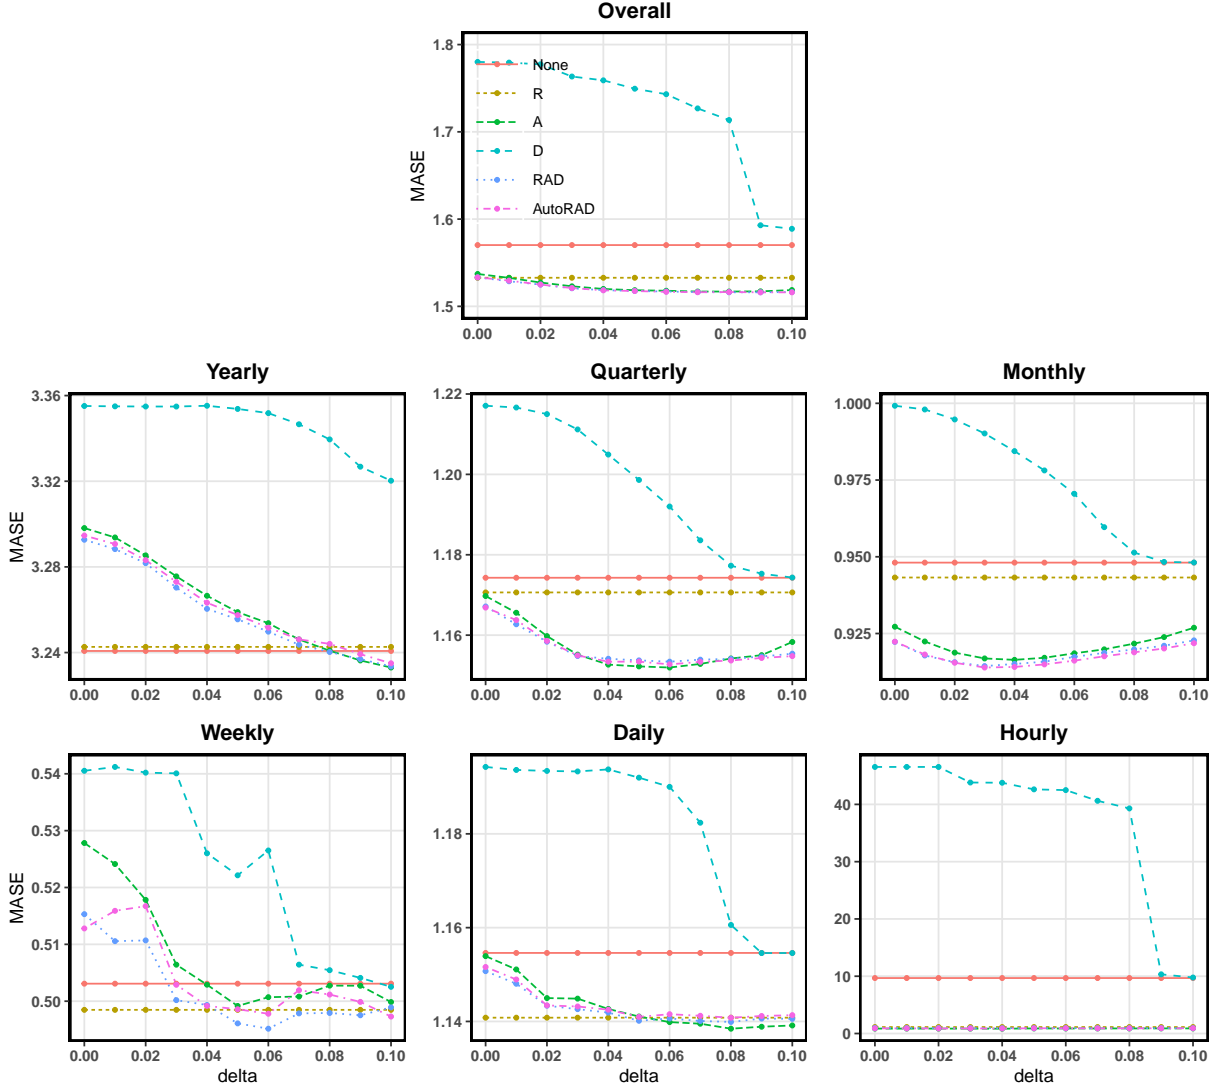 Overall
1.8
1.7
1.6
1.5
MASE
None
R
A
D
RAD
AutoRAD
0.00 0.02 0.04 0.06 0.08 0.10
Yearly
3.36
3.32
3.28
3.24
MASE
0.00 0.02 0.04 0.06 0.08 0.10
Quarterly
1.22
1.20
1.18
1.16
0.00 0.02 0.04 0.06 0.08 0.10
Monthly
1.000
0.975
0.950
0.925
0.00 0.02 0.04 0.06 0.08 0.10
Weekly
0.54
0.53
0.52
0.51
0.50
MASE
0.00 0.02 0.04 0.06 0.08 0.10
delta
Daily
1.18
1.16
1.14
0.00 0.02 0.04 0.06 0.08 0.10
delta
Hourly
40
30
20
10
0
0.00 0.02 0.04 0.06 0.08 0.10
delta